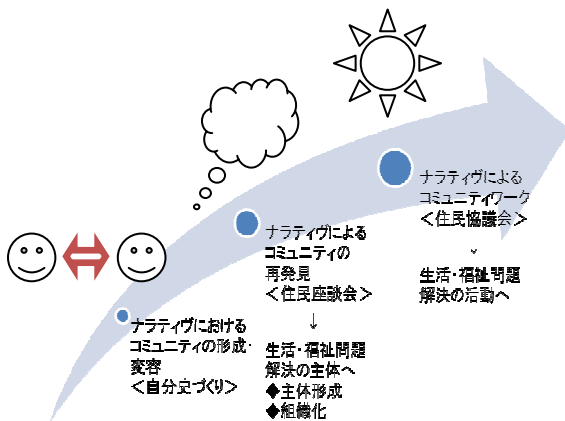 ナラティヴにおける
コミュニティの形成・
変容
＜自分史づくり＞
ナラティヴによる
コミュニティの
再発見
＜住民座談会＞
↓
生活・福祉問題
解決の主体へ
◆主体形成
◆組織化
ナラティヴによる
コミュニティワーク
＜住民協議会＞
生活・福祉問題
解決の活動へ